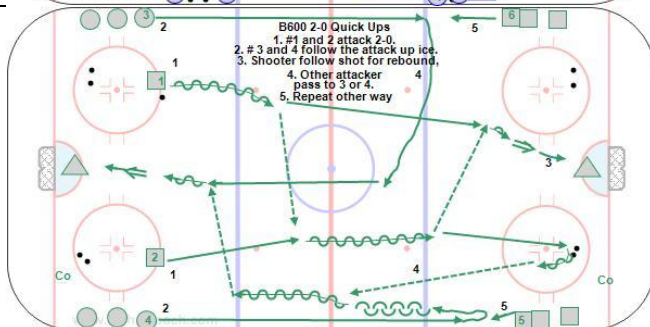 3
2
5
6
B600 2-0 Quick Ups
1. #1 and 2 attack 2-0.
2. # 3 and 4 follow the attack up ice.
3. Shooter follow shot for rebound,
4. Other attacker
pass to 3 or 4.
5. Repeat other way
1
1
4
3
2
1
4
Co
Co
2
4
5
5